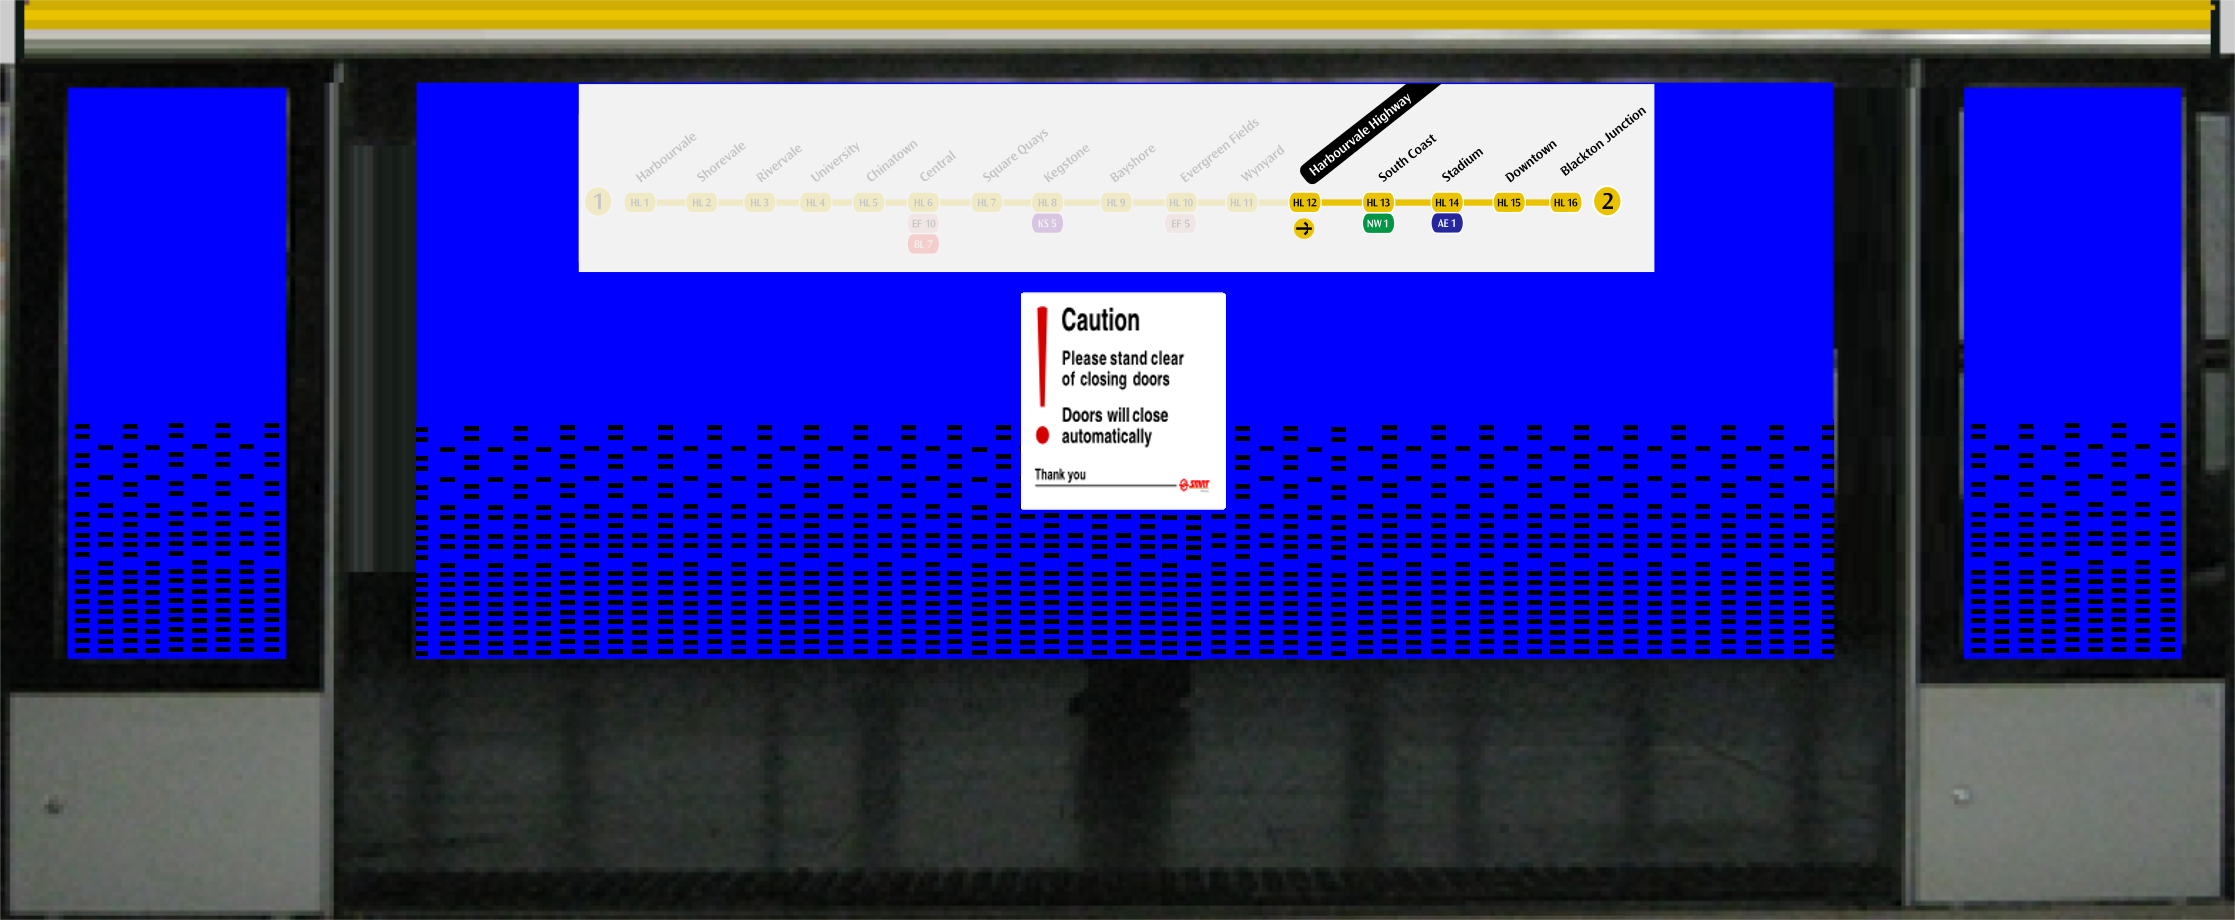 Harbourvale
Shorevale
Rivervale
University
Chinatown
Central
Square Quays
Kegstone
Bayshore
Evergreen Fields
Wynyard
Harbourvale Highway
South Coast
Stadium
Downtown
Blackton Junction
1 HL 1 HL 2 HL 3 HL 4 HL 5 HL 6 HL 7 HL 8 HL 9 HL 10 HL 11 HL 12 HL 13 HL 14 HL 15 HL 16 2
EF 10 KS 5 EF 5 NW 1 AE 1
BL 7
Caution
Please stand clear
of closing doors
Doors will close
automatically
Thank you
SMRT